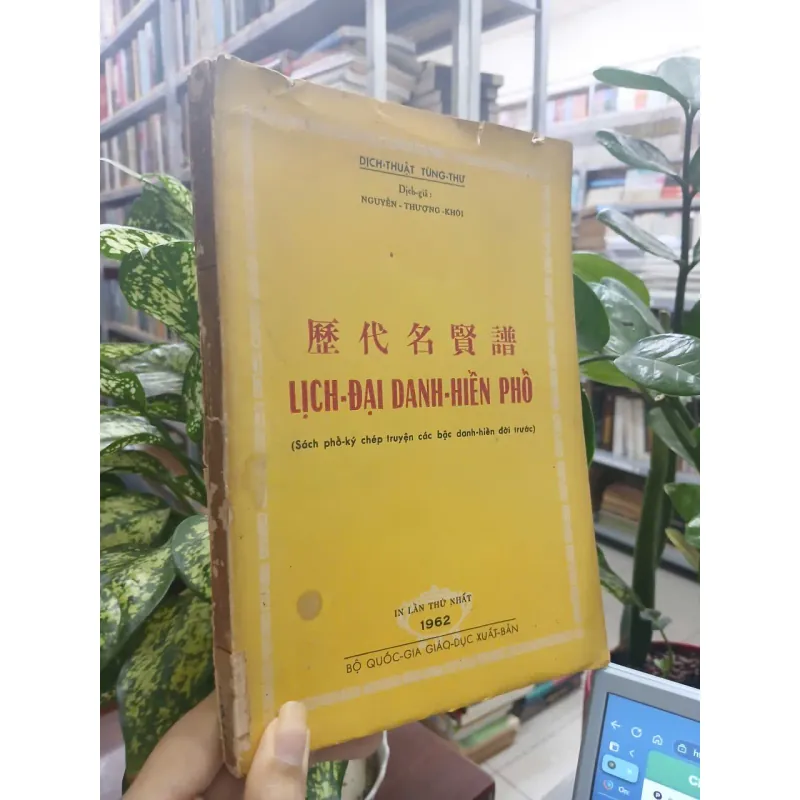 DỊCH-THUẬT TÙNG-THƯ
Dịch-giả :
NGUYỄN - THƯỢNG - KHÔI
歷代名賢譜
LỊCH-ĐẠI DANH-HIỀN PHỔ
(Sách phổ-ký chép truyện các bậc danh-hiền đời trước)
IN LẦN THỨ NHẤT
1962
BỘ QUỐC-GIA GIÁO-DỤC XUẤT-BẢN